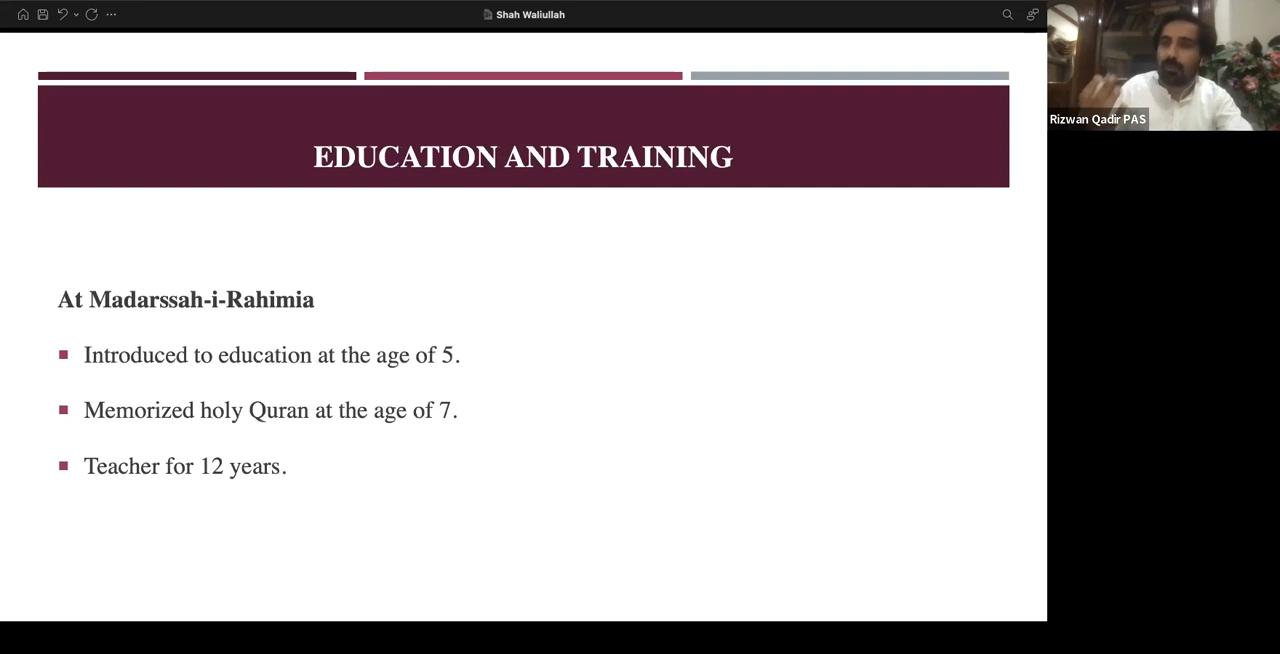 Shah Waliullah
Rizwan Qadir PAS
EDUCATION AND TRAINING
At Madarssah-i-Rahimia
Introduced to education at the age of 5.
Memorized holy Quran at the age of 7.
Teacher for 12 years.